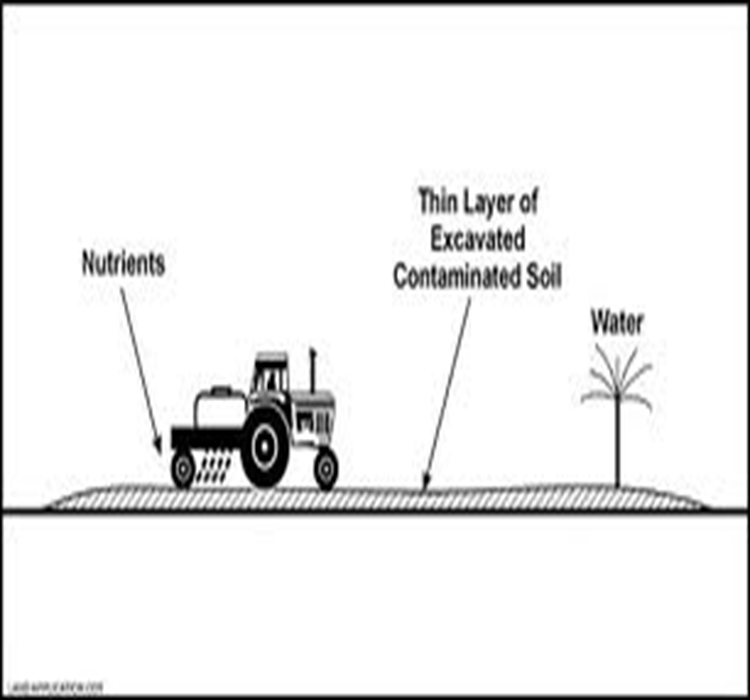 Thin Layer of
Excavated
Contaminated Soil
Nutrients
Water